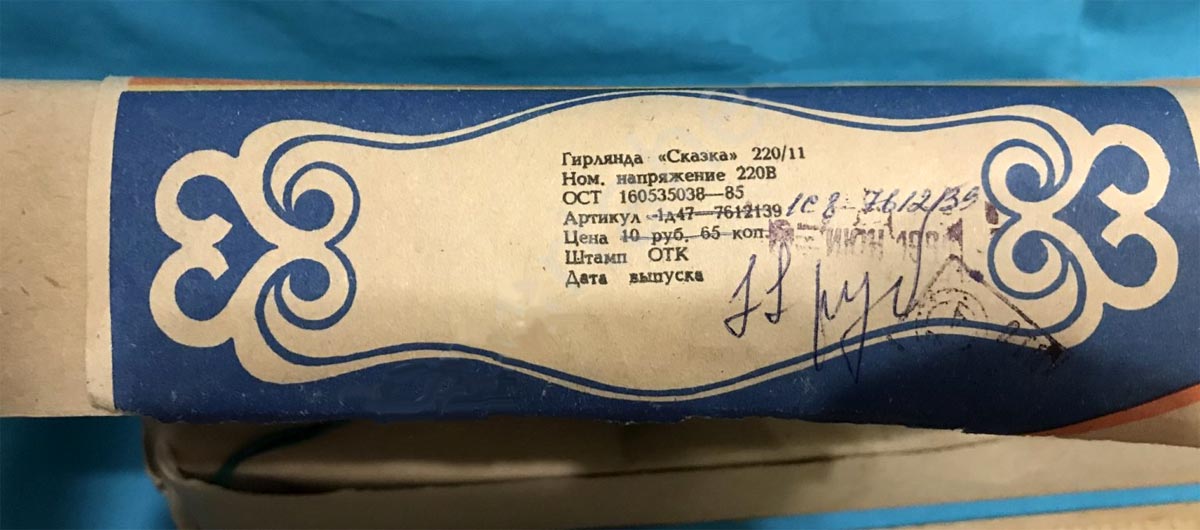 Гирлянда «Сказка» 220/11
Ном. напряжение 220В
ОСТ 160535038—85
Артикул 1д47—7612139 1С8-7612139
Цена 10 руб. 65 коп.
ИЮН
Штамп ОТК
Дата выпуска
11 руб